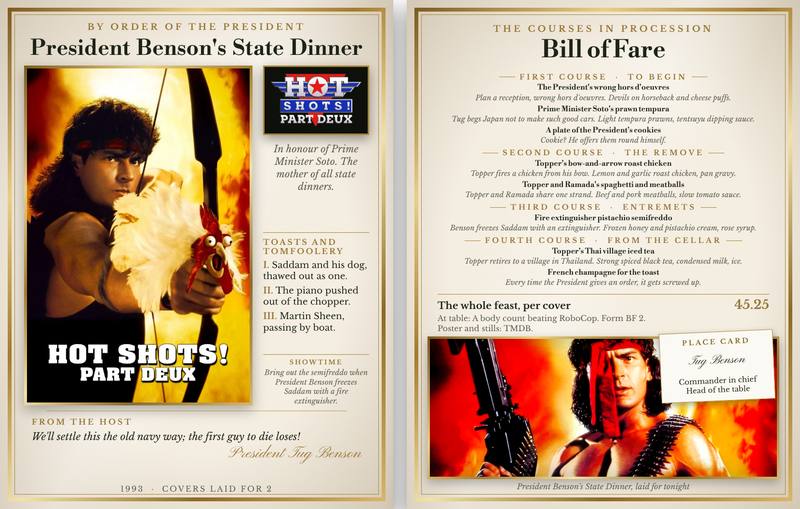 BY ORDER OF THE PRESIDENT
President Benson's State Dinner
HOT
SHOTS!
PART DEUX
In honour of Prime
Minister Soto. The
mother of all state
dinners.
TOASTS AND
TOMFOOLERY
I. Saddam and his dog,
thawed out as one.
II. The piano pushed
out of the chopper.
III. Martin Sheen,
passing by boat.
HOT SHOTS!
PART DEUX
SHOWTIME
Bring out the semifreddo when
President Benson freezes
Saddam with a fire
extinguisher.
FROM THE HOST
We'll settle this the old navy way; the first guy to die loses!
President Tug Benson
1993 · COVERS LAID FOR 2
THE COURSES IN PROCESSION
Bill of Fare
FIRST COURSE · TO BEGIN
The President's wrong hors d'oeuvres
Plan a reception, wrong hors d'oeuvres. Devils on horseback and cheese puffs.
Prime Minister Soto's prawn tempura
Tug begs Japan not to make such good cars. Light tempura prawns, tentsuyu dipping sauce.
A plate of the President's cookies
Cookie? He offers them round himself.
SECOND COURSE · THE REMOVE
Topper's bow-and-arrow roast chicken
Topper fires a chicken from his bow. Lemon and garlic roast chicken, pan gravy.
Topper and Ramada's spaghetti and meatballs
Topper and Ramada share one strand. Beef and pork meatballs, slow tomato sauce.
THIRD COURSE · ENTREMETS
Fire extinguisher pistachio semifreddo
Benson freezes Saddam with an extinguisher. Frozen honey and pistachio cream, rose syrup.
FOURTH COURSE · FROM THE CELLAR
Topper's Thai village iced tea
Topper retires to a village in Thailand. Strong spiced black tea, condensed milk, ice.
French champagne for the toast
Every time the President gives an order, it gets screwed up.
The whole feast, per cover 45.25
At table: A body count beating RoboCop. Form BF 2.
Poster and stills: TMDB.
PLACE CARD
Tug Benson
Commander in chief
Head of the table
President Benson's State Dinner, laid for tonight